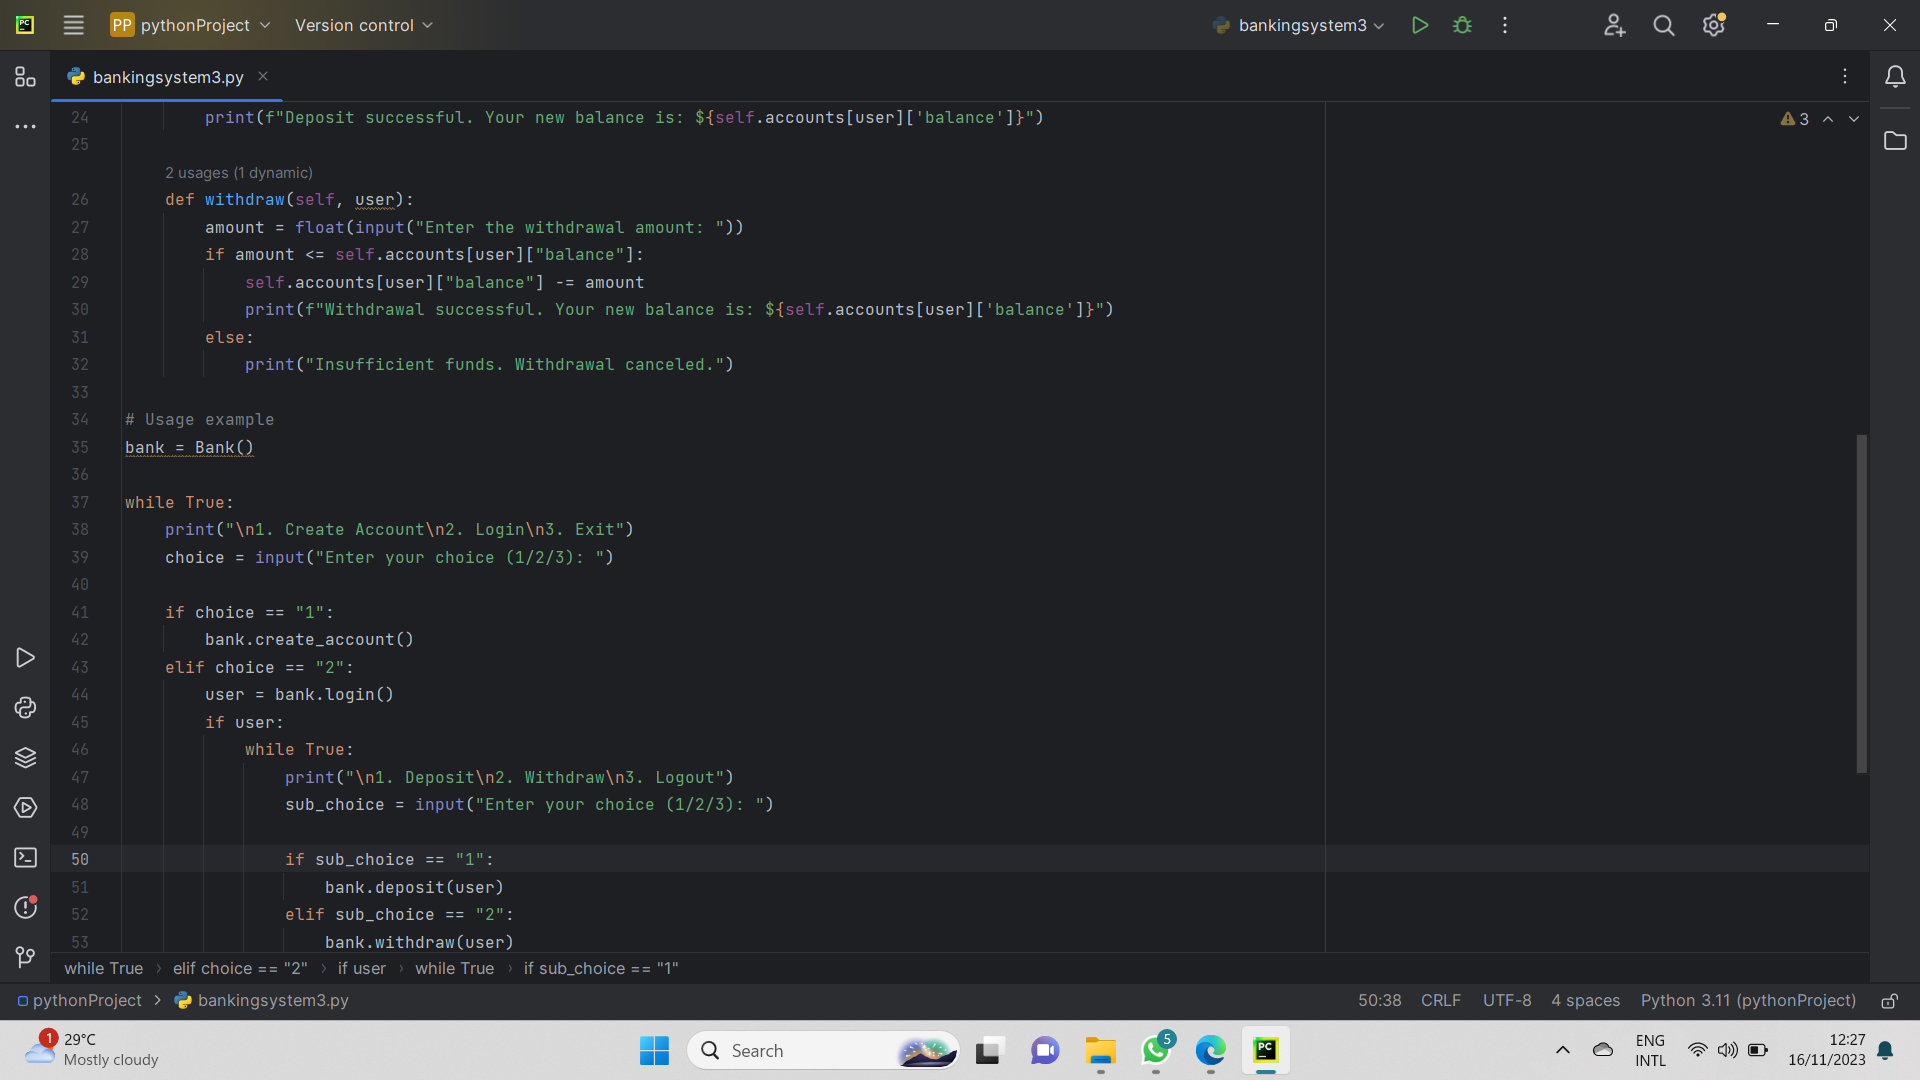 PC PP pythonProject Version control bankingsystem3
bankingsystem3.py
24 print(f"Deposit successful. Your new balance is: ${self.accounts[user]['balance']}") 3
25
2 usages (1 dynamic)
26 def withdraw(self, user):
27 amount = float(input("Enter the withdrawal amount: "))
28 if amount <= self.accounts[user]["balance"]:
29 self.accounts[user]["balance"] -= amount
30 print(f"Withdrawal successful. Your new balance is: ${self.accounts[user]['balance']}")
31 else:
32 print("Insufficient funds. Withdrawal canceled.")
33
34 # Usage example
35 bank = Bank()
36
37 while True:
38 print("\n1. Create Account\n2. Login\n3. Exit")
39 choice = input("Enter your choice (1/2/3): ")
40
41 if choice == "1":
42 bank.create_account()
43 elif choice == "2":
44 user = bank.login()
45 if user:
46 while True:
47 print("\n1. Deposit\n2. Withdraw\n3. Logout")
48 sub_choice = input("Enter your choice (1/2/3): ")
49
50 if sub_choice == "1":
51 bank.deposit(user)
52 elif sub_choice == "2":
53 bank.withdraw(user)
while True > elif choice == "2" > if user > while True > if sub_choice == "1"
pythonProject > bankingsystem3.py 50:38 CRLF UTF-8 4 spaces Python 3.11 (pythonProject)
1 29°C Search 5 PC ENG 12:27
Mostly cloudy INTL 16/11/2023